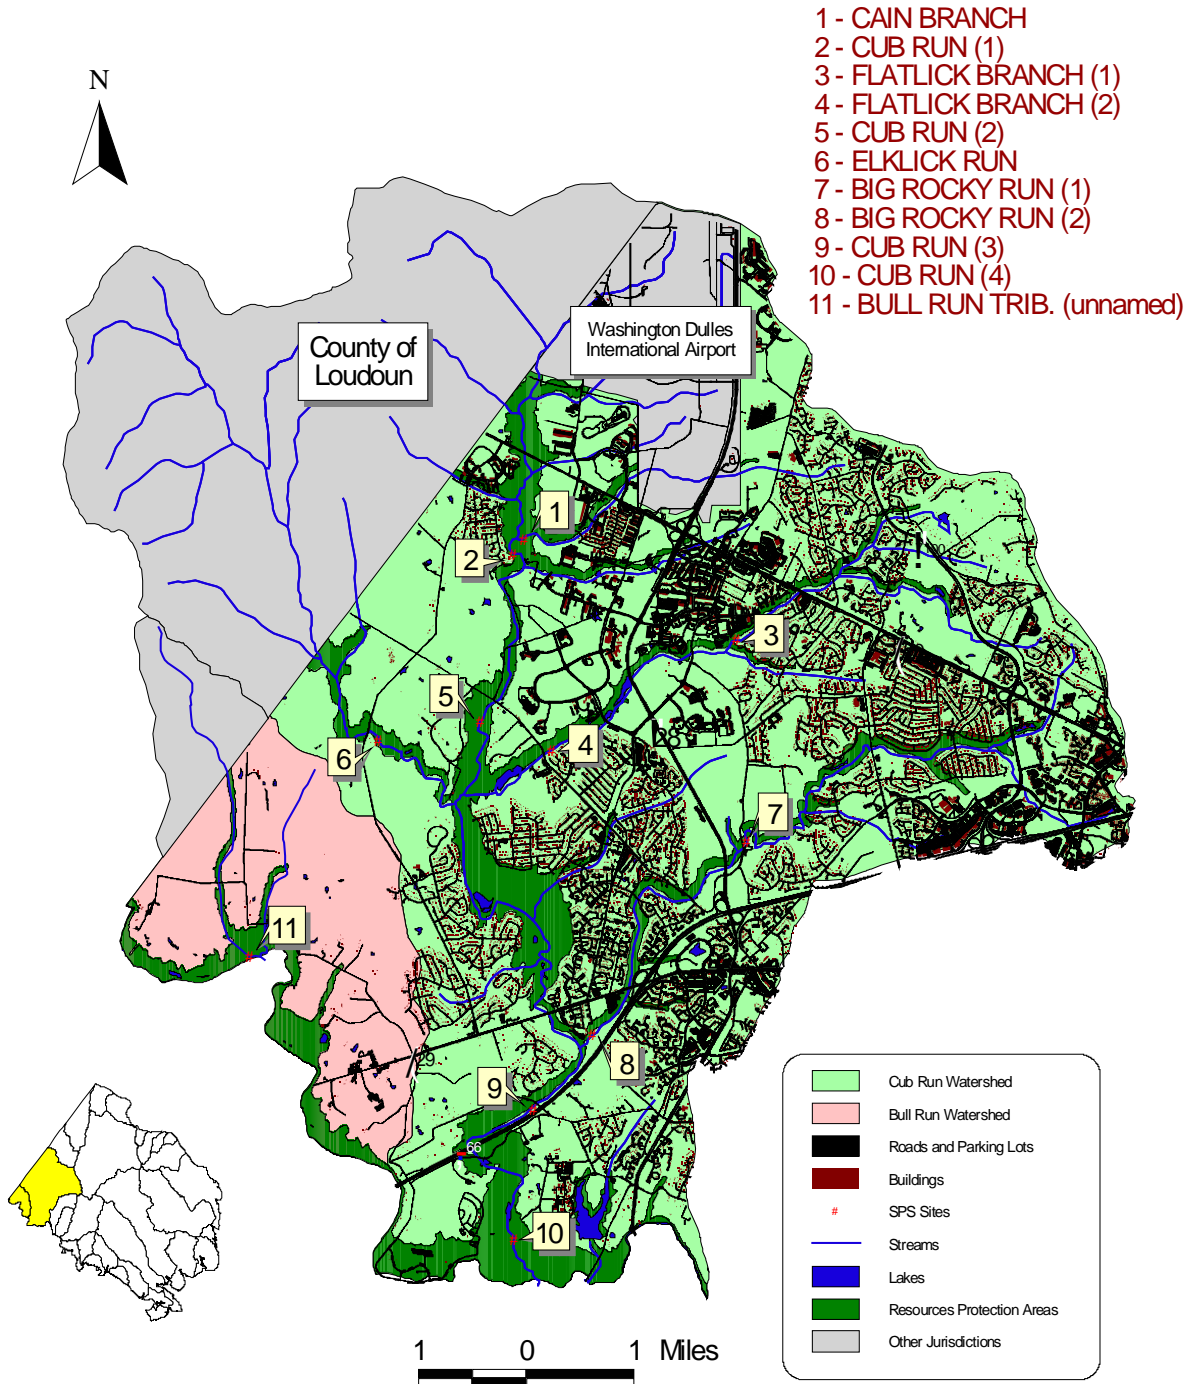 1 - CAIN BRANCH
2 - CUB RUN (1)
3 - FLATLICK BRANCH (1)
4 - FLATLICK BRANCH (2)
5 - CUB RUN (2)
6 - ELKLICK RUN
7 - BIG ROCKY RUN (1)
8 - BIG ROCKY RUN (2)
9 - CUB RUN (3)
10 - CUB RUN (4)
11 - BULL RUN TRIB. (unnamed)
N
County of
Loudoun
Washington Dulles
International Airport
1
2
3
5
4
6
28
7
11
29
8
9
66
10
Cub Run Watershed
Bull Run Watershed
Roads and Parking Lots
Buildings
# SPS Sites
Streams
Lakes
Resources Protection Areas
Other Jurisdictions
1 0 1 Miles